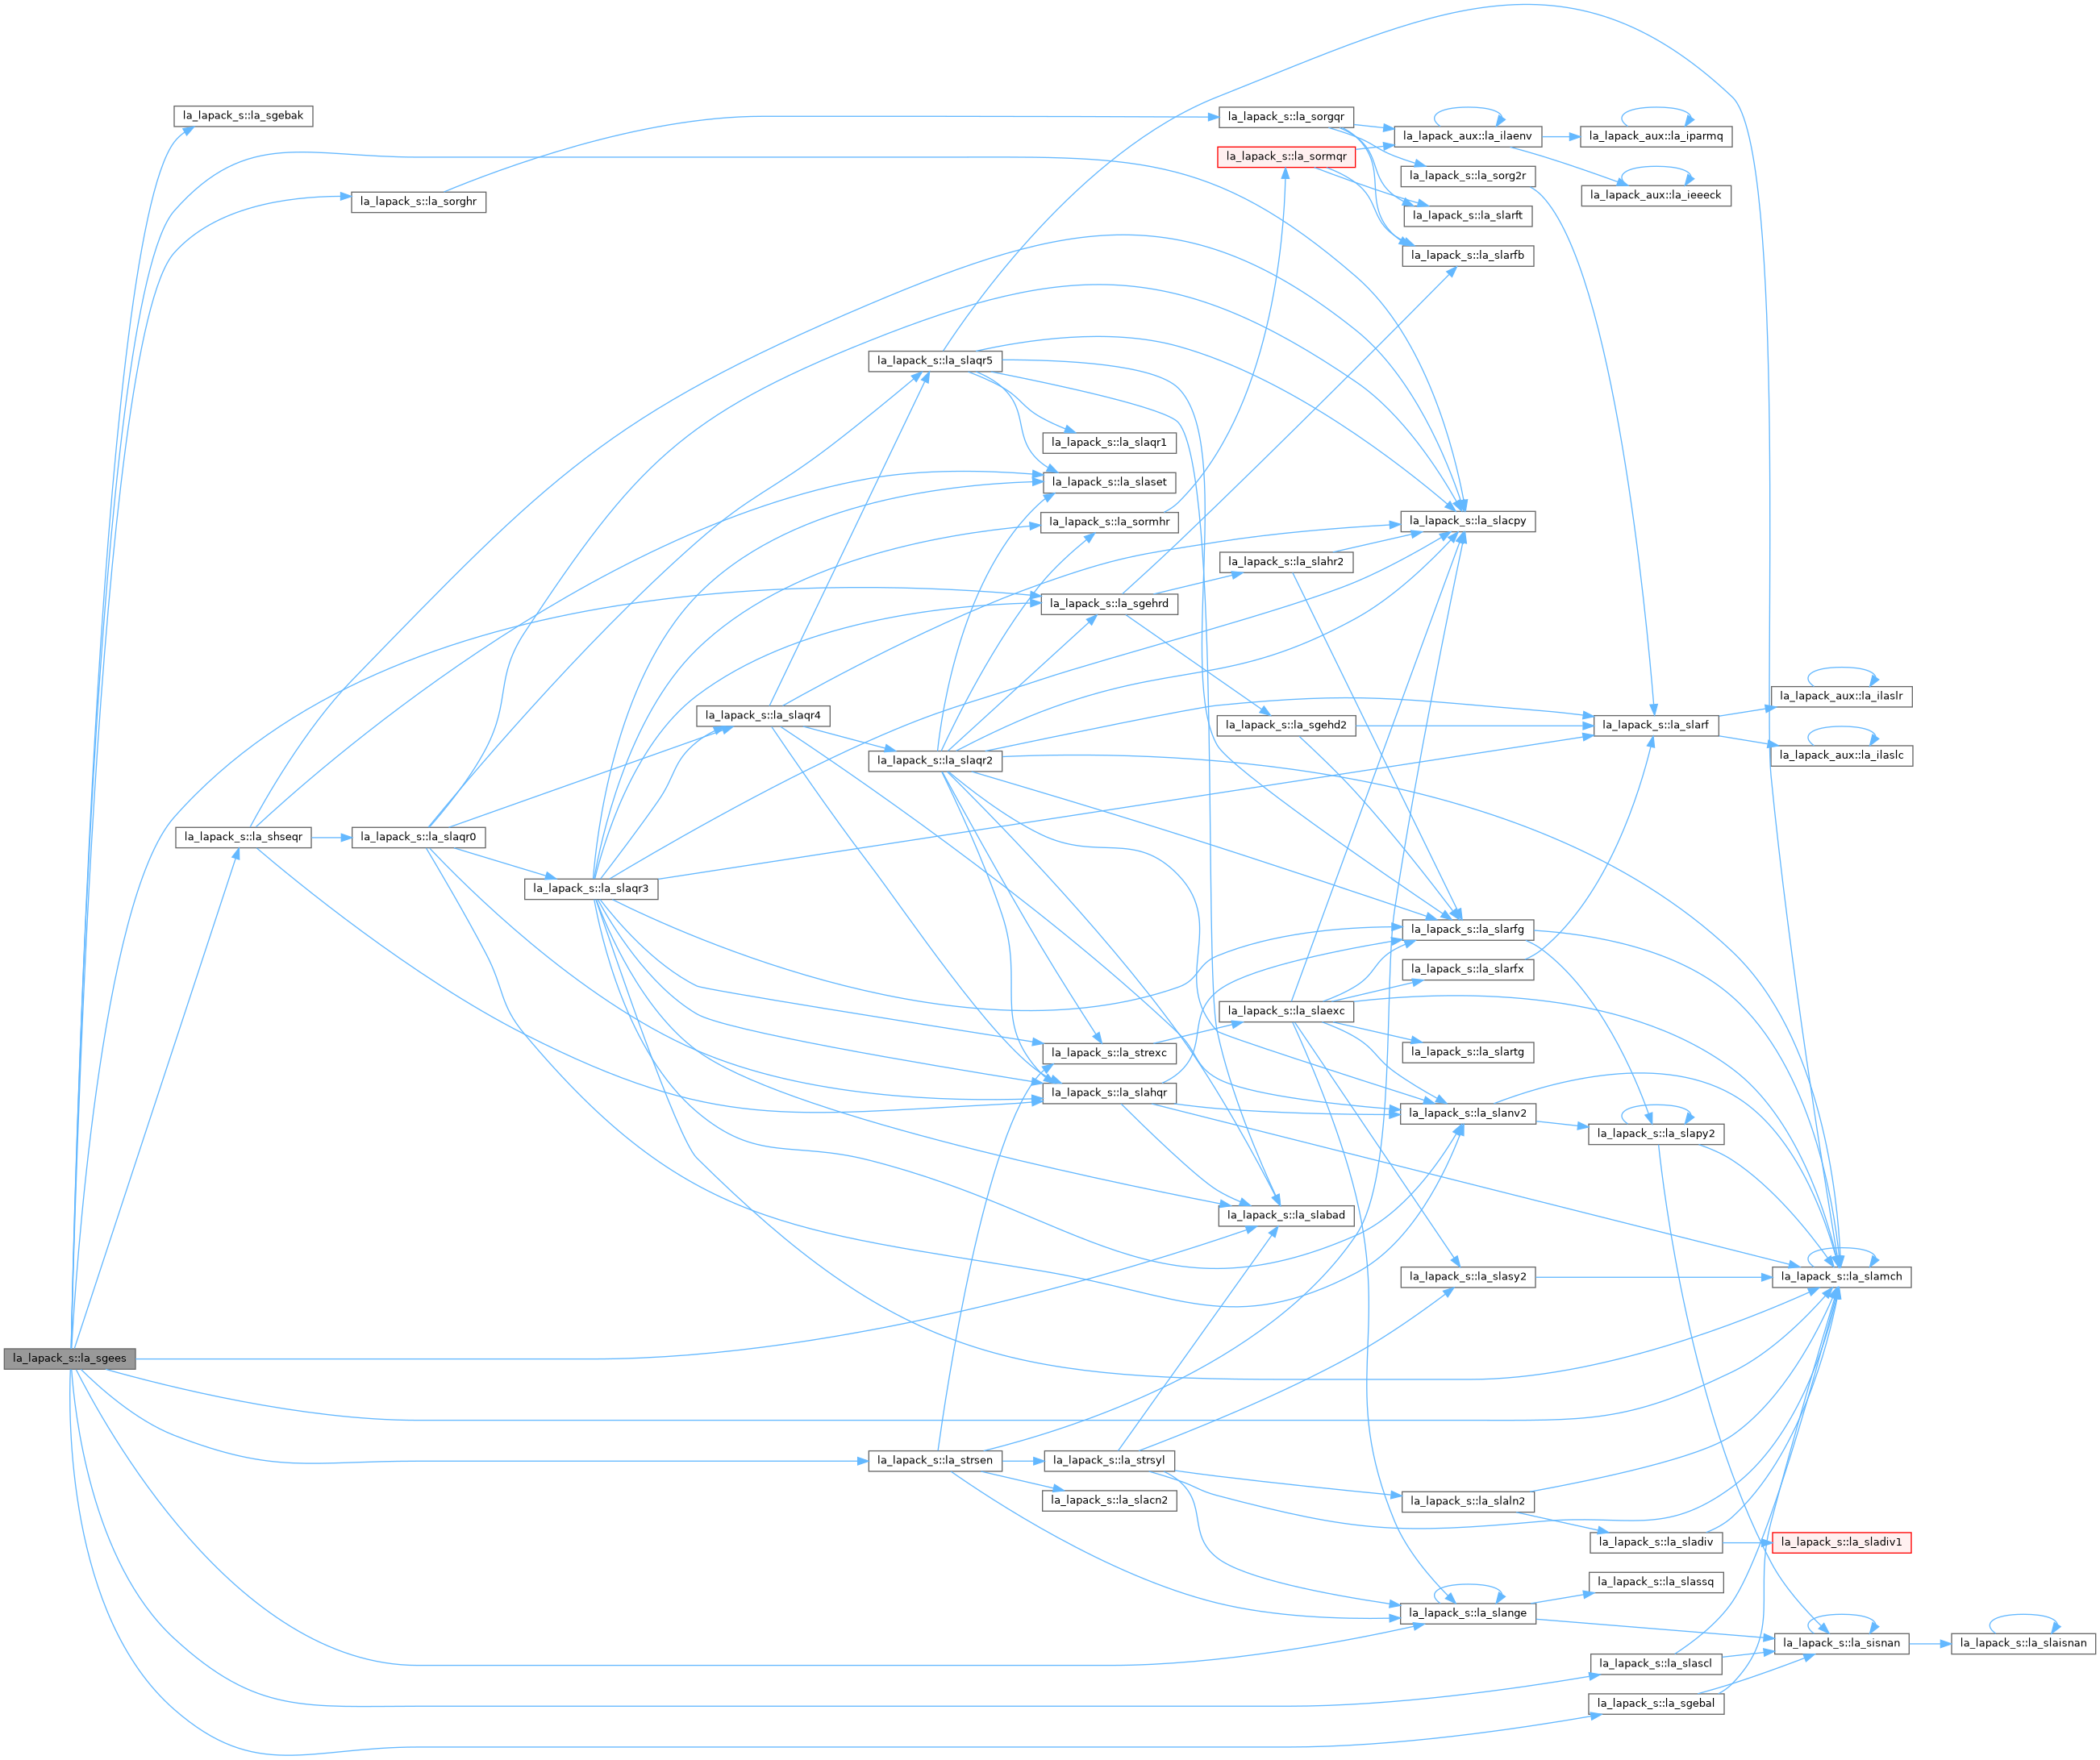 la_lapack_s::la_sgebak
la_lapack_s::la_sorgqr
la_lapack_aux::la_ilaenv
la_lapack_aux::la_iparmq
la_lapack_s::la_sormqr
la_lapack_s::la_sorg2r
la_lapack_aux::la_ieeeck
la_lapack_s::la_sorghr
la_lapack_s::la_slarft
la_lapack_s::la_slarfb
la_lapack_s::la_slaqr5
la_lapack_s::la_slaqr1
la_lapack_s::la_slaset
la_lapack_s::la_sormhr
la_lapack_s::la_slacpy
la_lapack_s::la_slahr2
la_lapack_s::la_sgehrd
la_lapack_aux::la_ilaslr
la_lapack_s::la_slaqr4
la_lapack_s::la_sgehd2
la_lapack_s::la_slarf
la_lapack_s::la_slaqr2
la_lapack_aux::la_ilaslc
la_lapack_s::la_shseqr
la_lapack_s::la_slaqr0
la_lapack_s::la_slaqr3
la_lapack_s::la_slarfg
la_lapack_s::la_slarfx
la_lapack_s::la_slaexc
la_lapack_s::la_strexc
la_lapack_s::la_slartg
la_lapack_s::la_slahqr
la_lapack_s::la_slanv2
la_lapack_s::la_slapy2
la_lapack_s::la_slabad
la_lapack_s::la_slasy2
la_lapack_s::la_slamch
la_lapack_s::la_sgees
la_lapack_s::la_strsen
la_lapack_s::la_strsyl
la_lapack_s::la_slacn2
la_lapack_s::la_slaln2
la_lapack_s::la_sladiv
la_lapack_s::la_sladiv1
la_lapack_s::la_slassq
la_lapack_s::la_slange
la_lapack_s::la_sisnan
la_lapack_s::la_slaisnan
la_lapack_s::la_slascl
la_lapack_s::la_sgebal